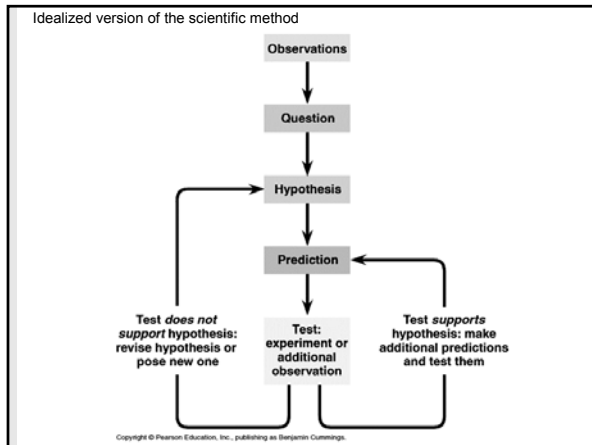 Idealized version of the scientific method
Observations
Question
Hypothesis
Prediction
Test does not
support hypothesis:
revise hypothesis or
pose new one
Test:
experiment or
additional
observation
Test supports
hypothesis: make
additional predictions
and test them
Copyright © Pearson Education, Inc., publishing as Benjamin Cummings.